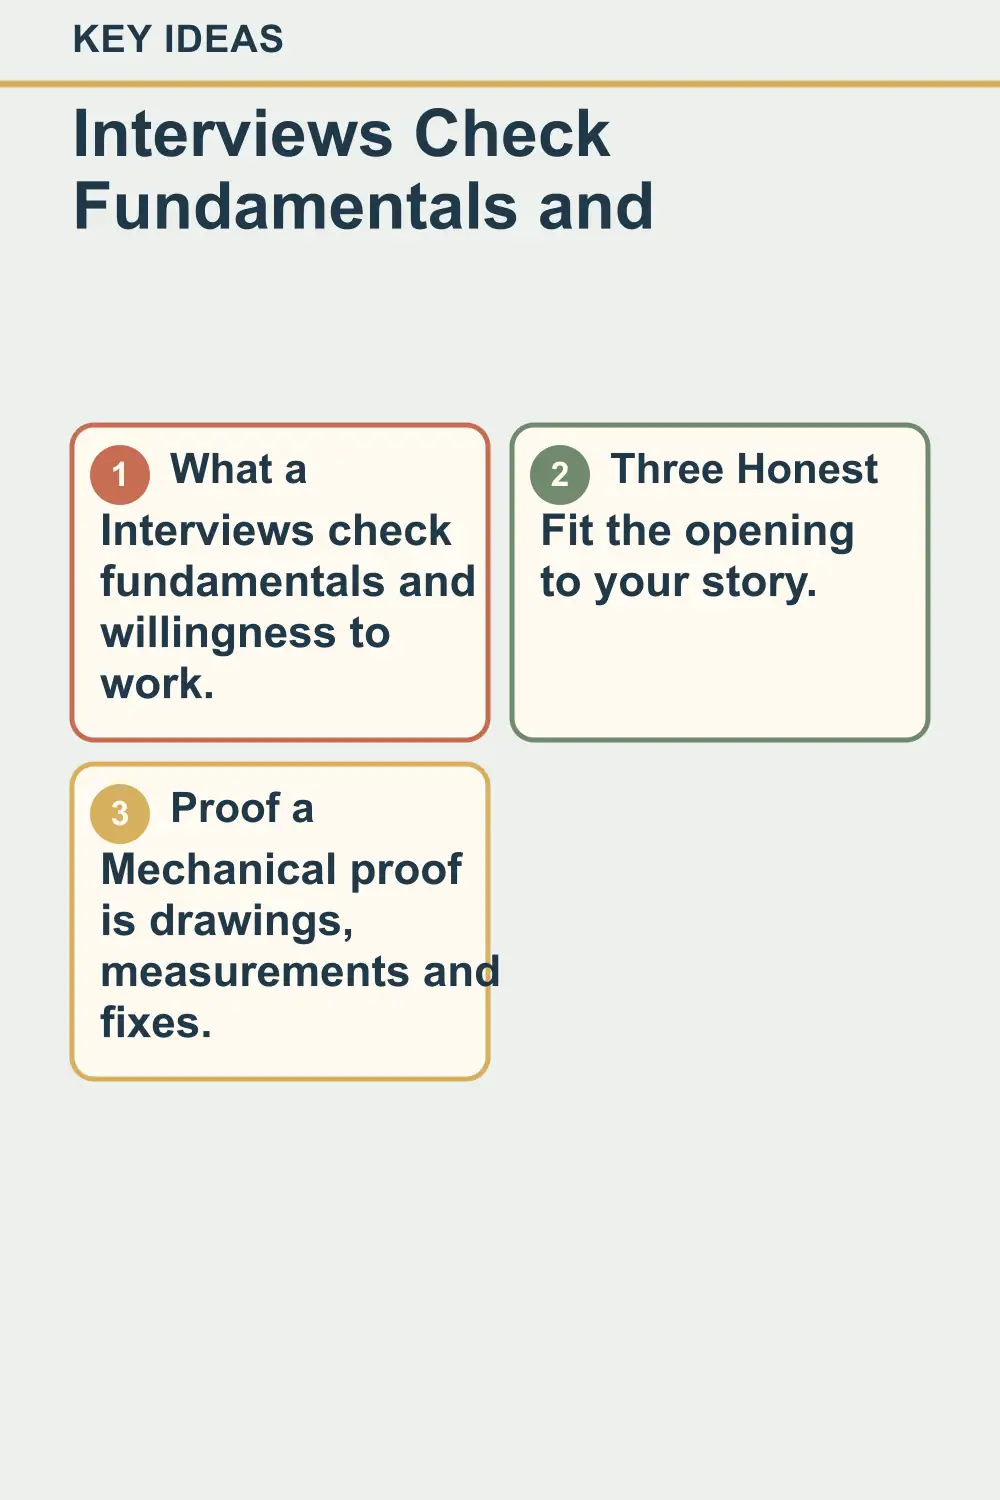 KEY IDEAS
Interviews Check
Fundamentals and
1 What a
Interviews check
fundamentals and
willingness to
work.
2 Three Honest
Fit the opening
to your story.
3 Proof a
Mechanical proof
is drawings,
measurements and
fixes.